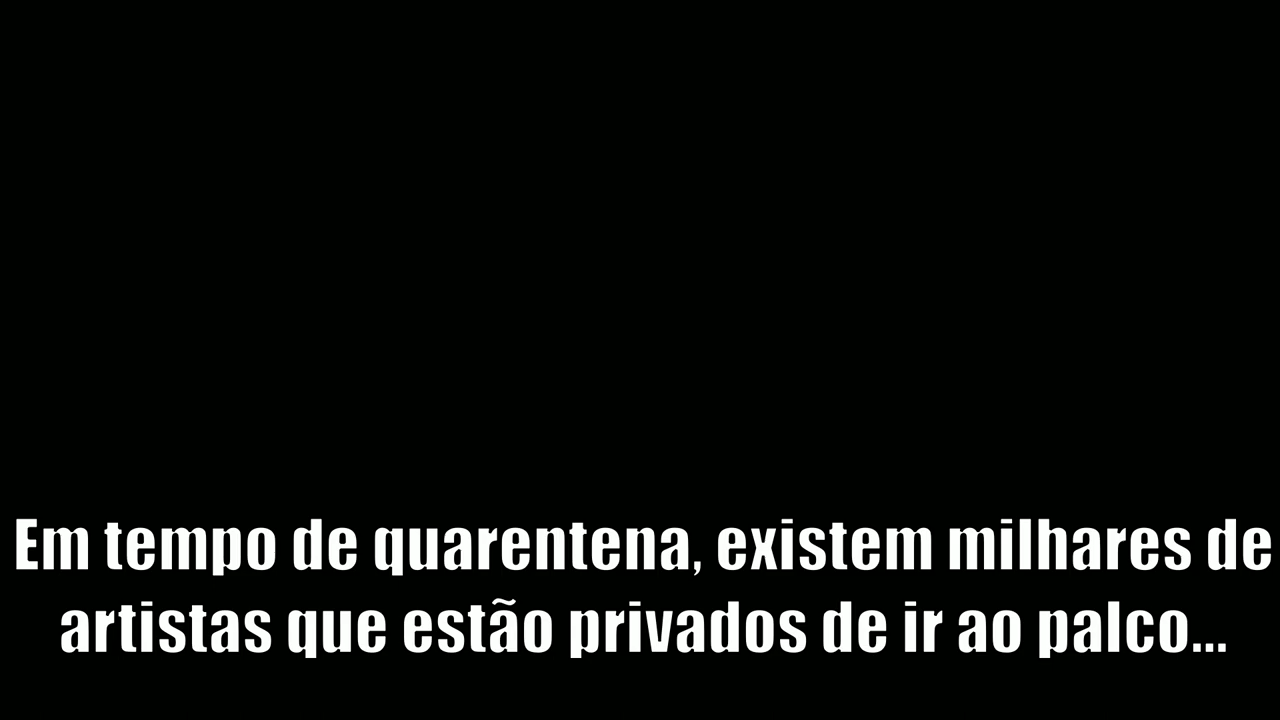 Em tempo de quarentena, existem milhares de
artistas que estão privados de ir ao palco...